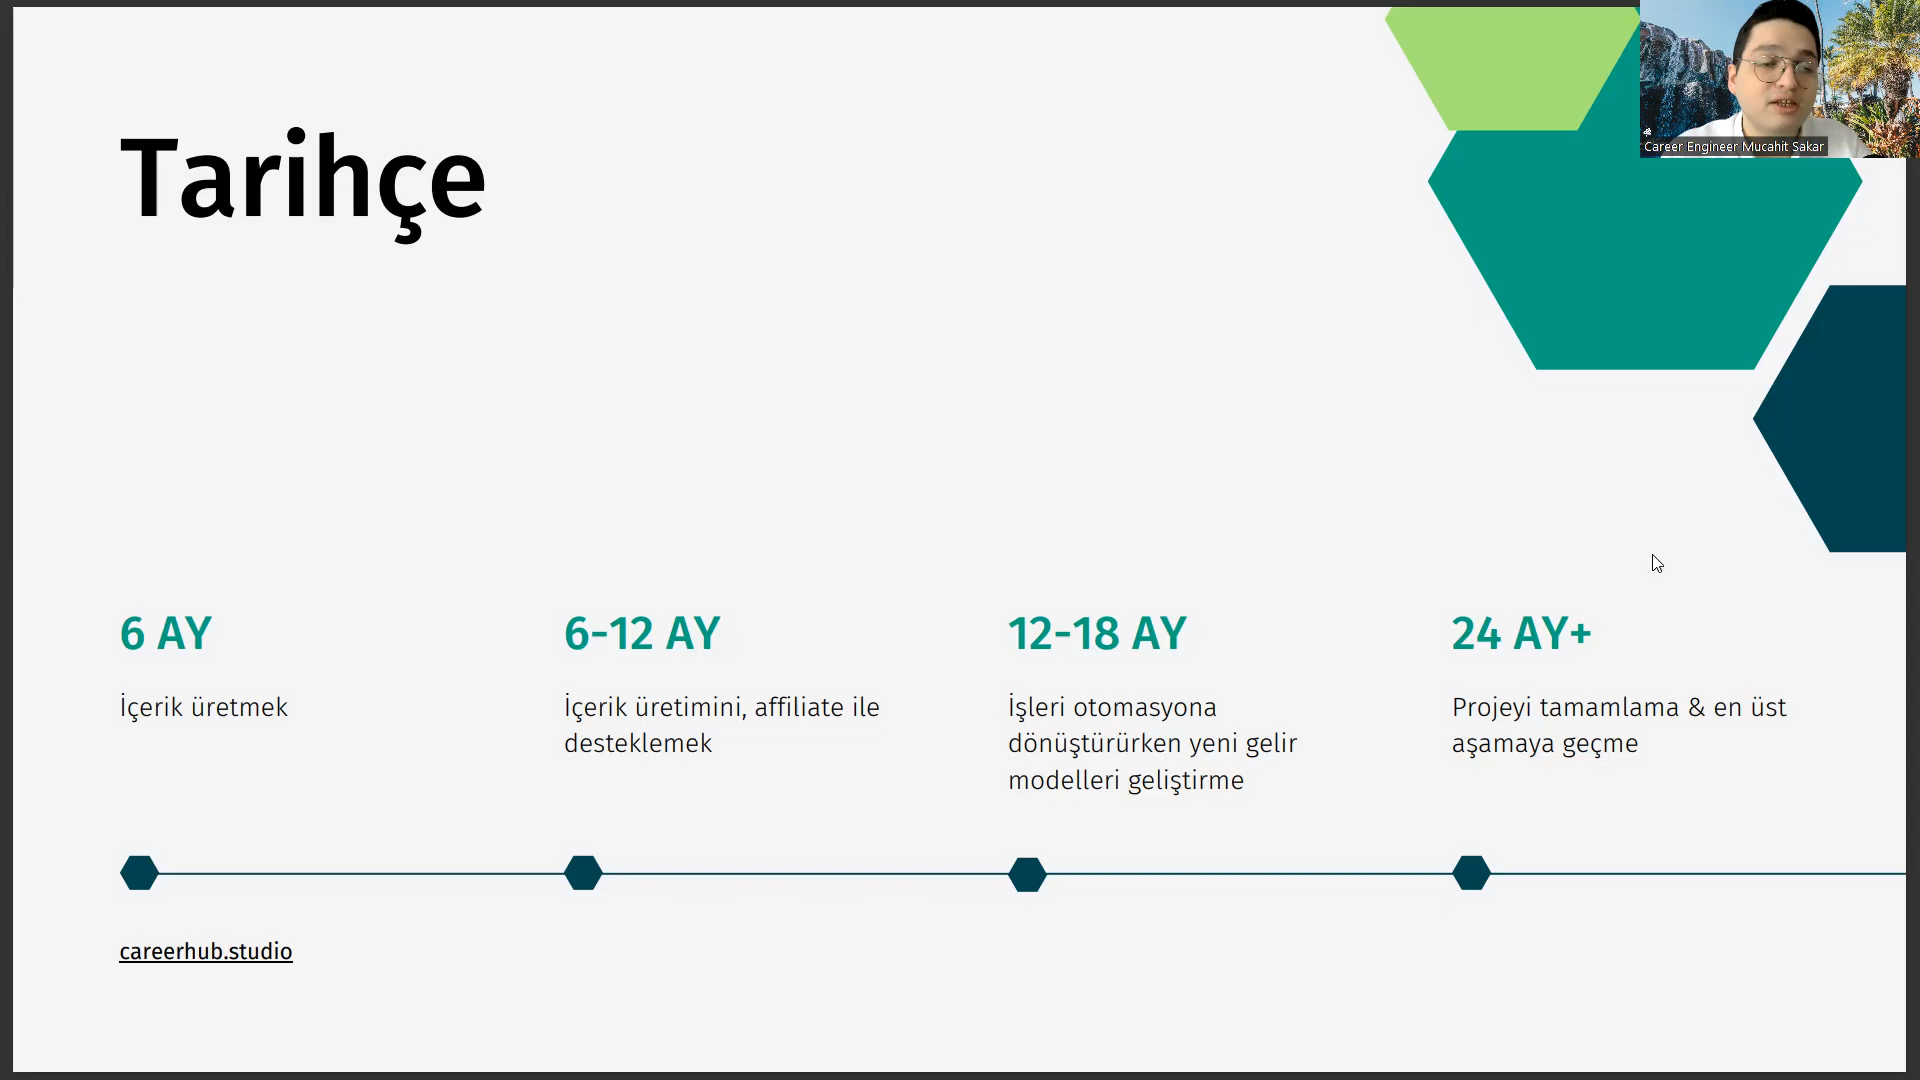 Career Engineer Mucahit Sakar
Tarihçe
6 AY
İçerik üretmek
6-12 AY
İçerik üretimini, affiliate ile
desteklemek
12-18 AY
İşleri otomasyona
dönüştürürken yeni gelir
modelleri geliştirme
24 AY+
Projeyi tamamlama & en üst
aşamaya geçme
careerhub.studio